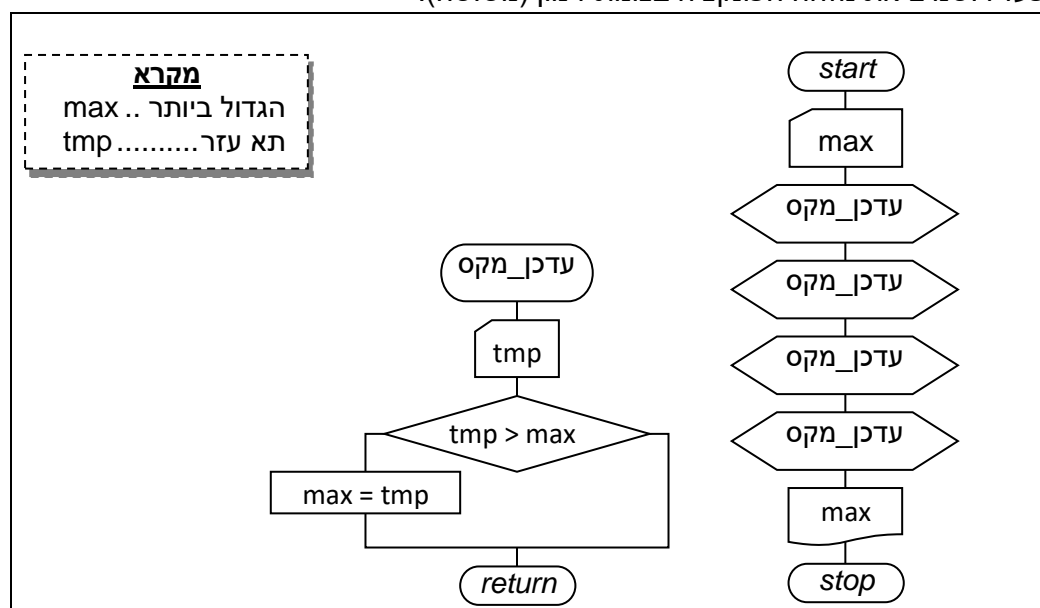 מקרא
הגדול ביותר .. max
תא עזר.......... tmp
start
max
עדכן_מקס
עדכן_מקס
עדכן_מקס
עדכן_מקס
max
stop
עדכן_מקס
tmp
tmp > max
max = tmp
return